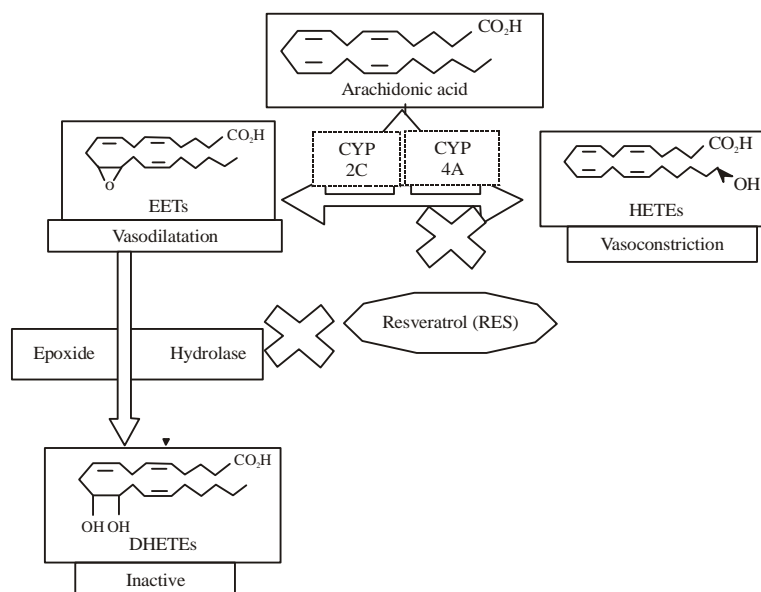 CO₂H
Arachidonic acid
CO₂H
O
EETs
Vasodilatation
CYP
2C
CYP
4A
CO₂H
OH
HETEs
Vasoconstriction
Resveratrol (RES)
Epoxide Hydrolase
CO₂H
OH OH
DHETEs
Inactive